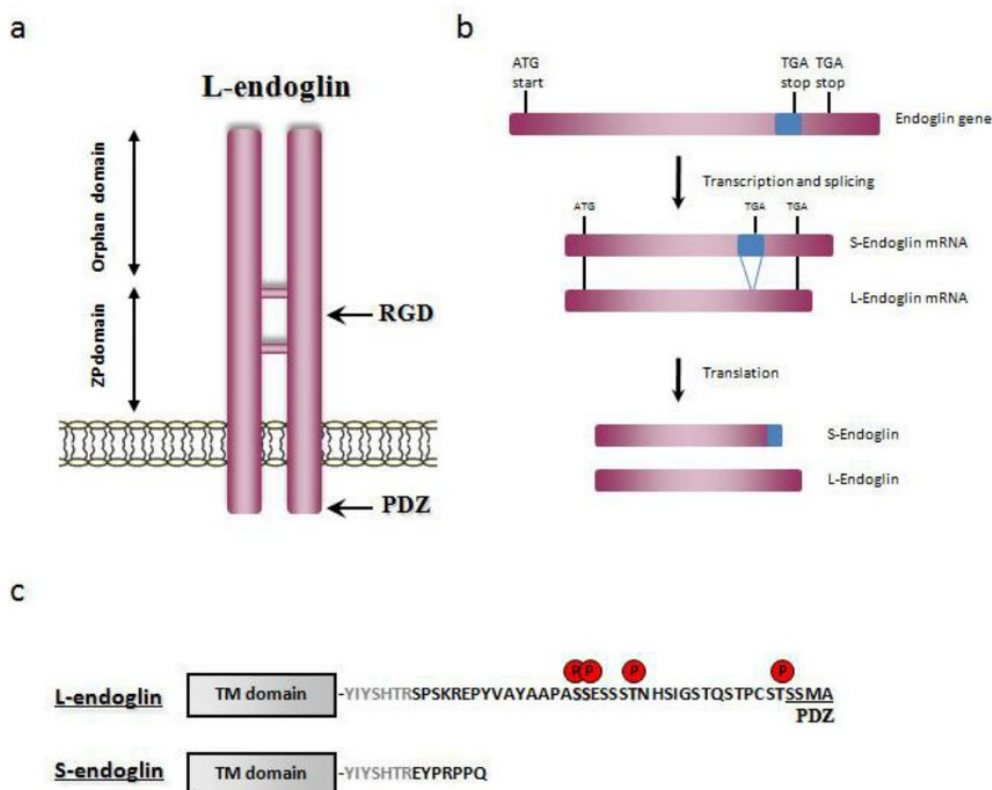 a
L-endoglin
Orphan domain
ZP domain
RGD
PDZ
b
ATG
start
TGA TGA
stop stop
Endoglin gene
Transcription and splicing
ATG TGA TGA
S-Endoglin mRNA
L-Endoglin mRNA
Translation
S-Endoglin
L-Endoglin
c
P P P P
L-endoglin TM domain -YIYSHTRSPSKREPYVAYAAPASSESSSTNHSIGSTQSTPCSTSSMA
PDZ
S-endoglin TM domain -YIYSHTREYPRPPQ